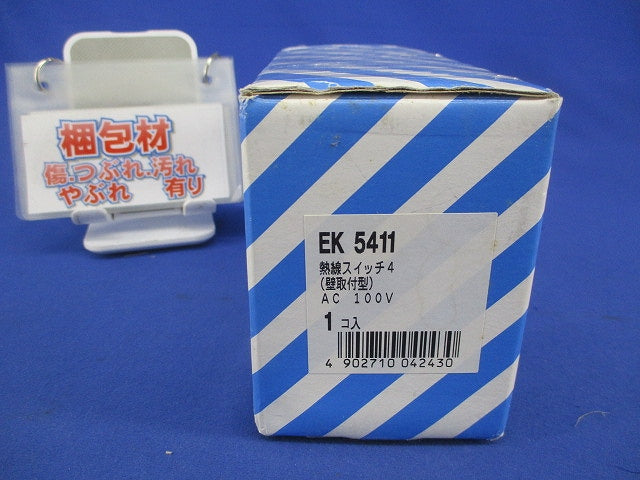 梱包材
傷.つぶれ.汚れ
やぶれ 有り
EK 5411
熱線スイッチ4
(壁取付型)
AC 100V
1 コ入
4 902710 042430